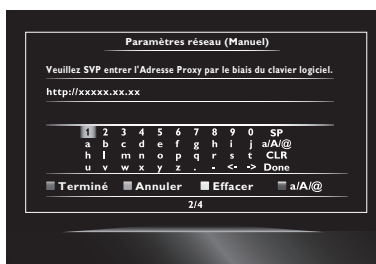 Paramètres réseau (Manuel)
Veuillez SVP entrer l'Adresse Proxy par le biais du clavier logiciel.
http://xxxxx.xx.xx
1 2 3 4 5 6 7 8 9 0 SP
a b c d e f g h i j a/A/@
h l m n o p q r s t CLR
u v w x y z . - <- -> Done
Terminé Annuler Effacer a/A/@
2/4